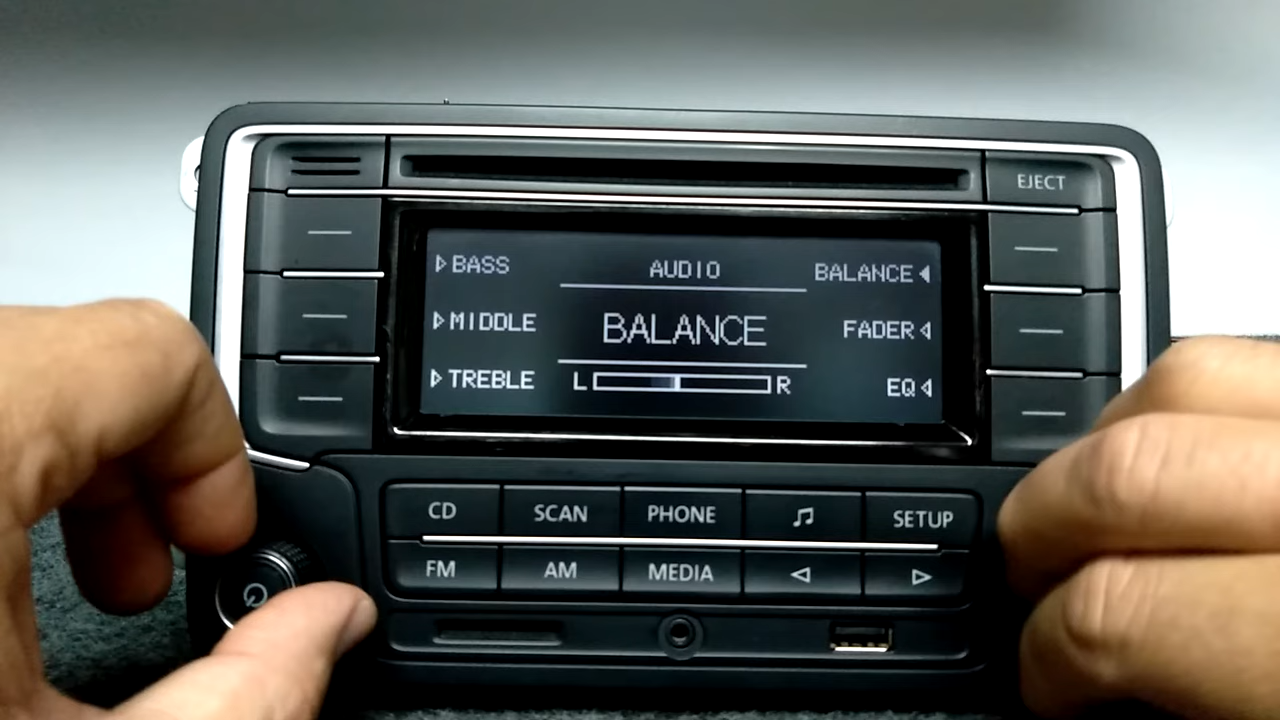 EJECT
BASS AUDIO BALANCE
MIDDLE BALANCE FADER
TREBLE L R EQ
CD SCAN PHONE SETUP
FM AM MEDIA